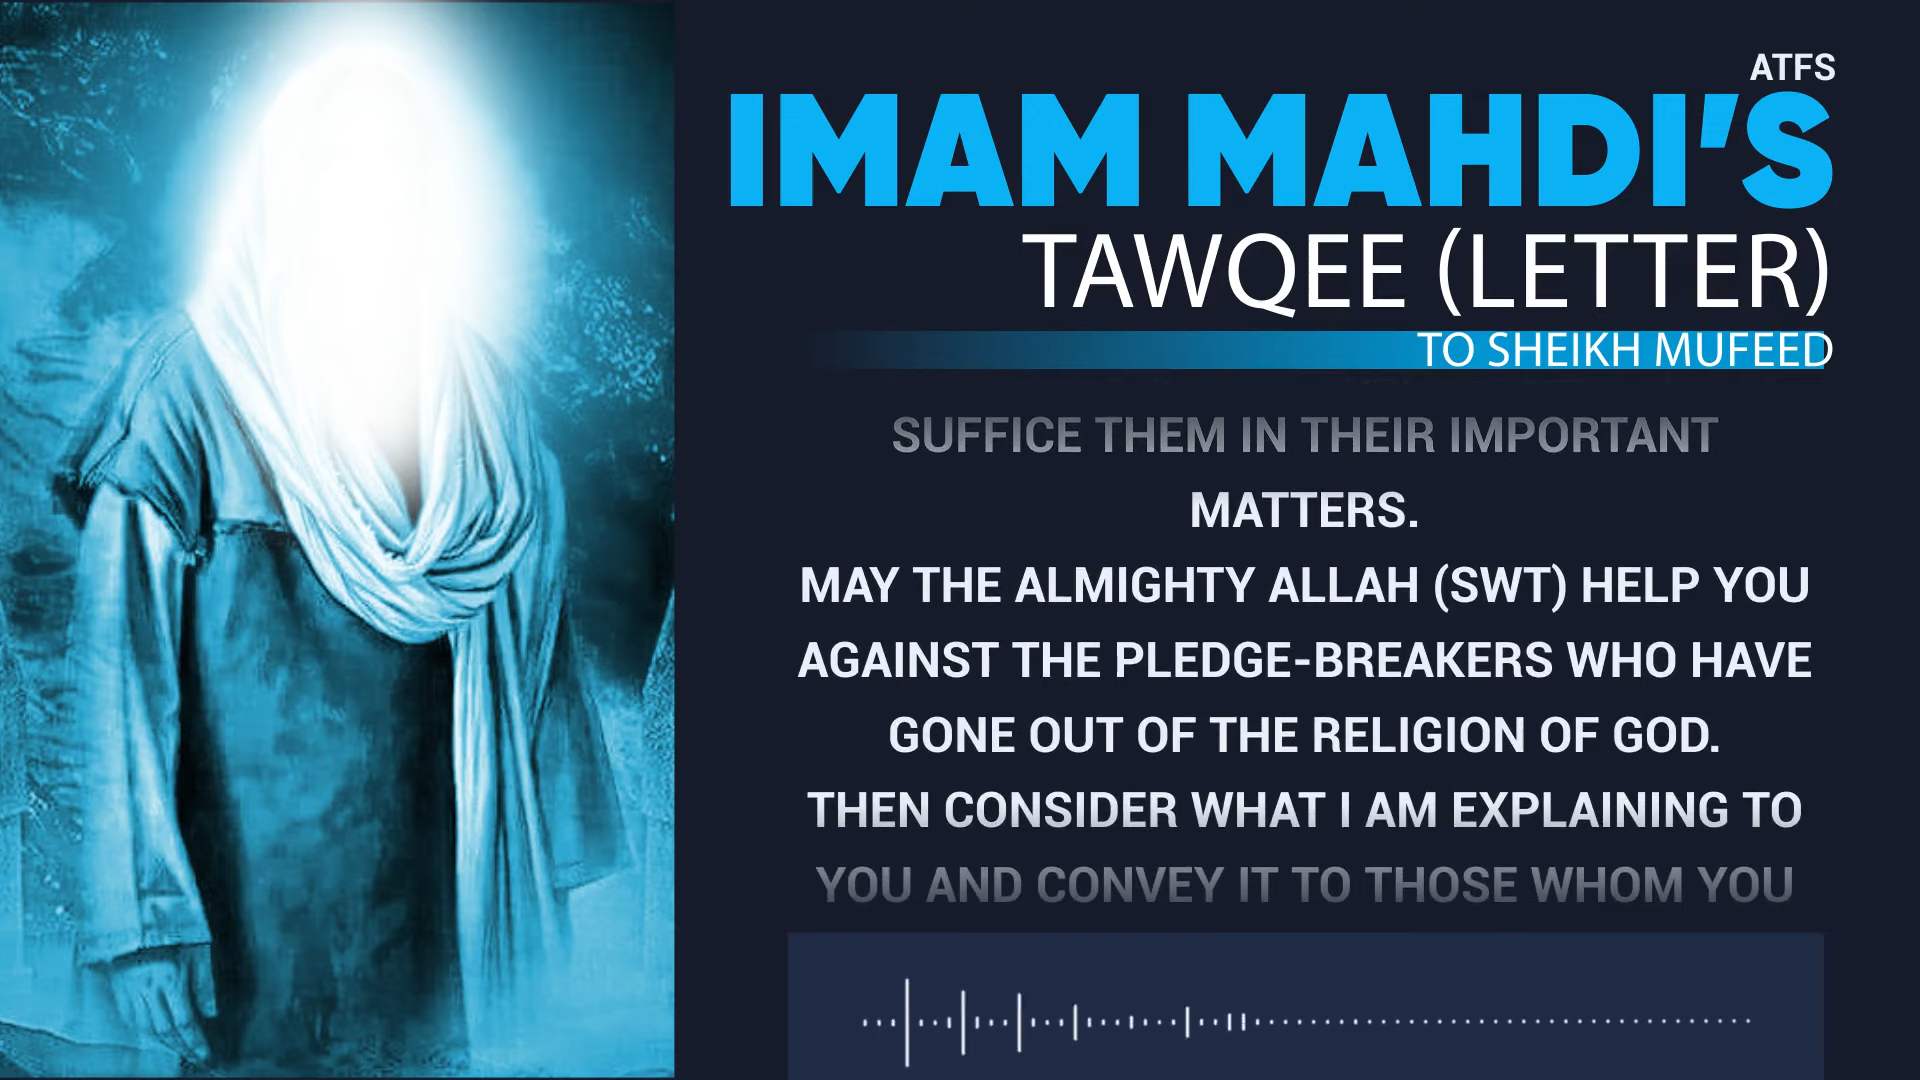 ATFS
IMAM MAHDI'S
TAWQEE (LETTER)
TO SHEIKH MUFEED
SUFFICE THEM IN THEIR IMPORTANT
MATTERS.
MAY THE ALMIGHTY ALLAH (SWT) HELP YOU
AGAINST THE PLEDGE-BREAKERS WHO HAVE
GONE OUT OF THE RELIGION OF GOD.
THEN CONSIDER WHAT I AM EXPLAINING TO
YOU AND CONVEY IT TO THOSE WHOM YOU